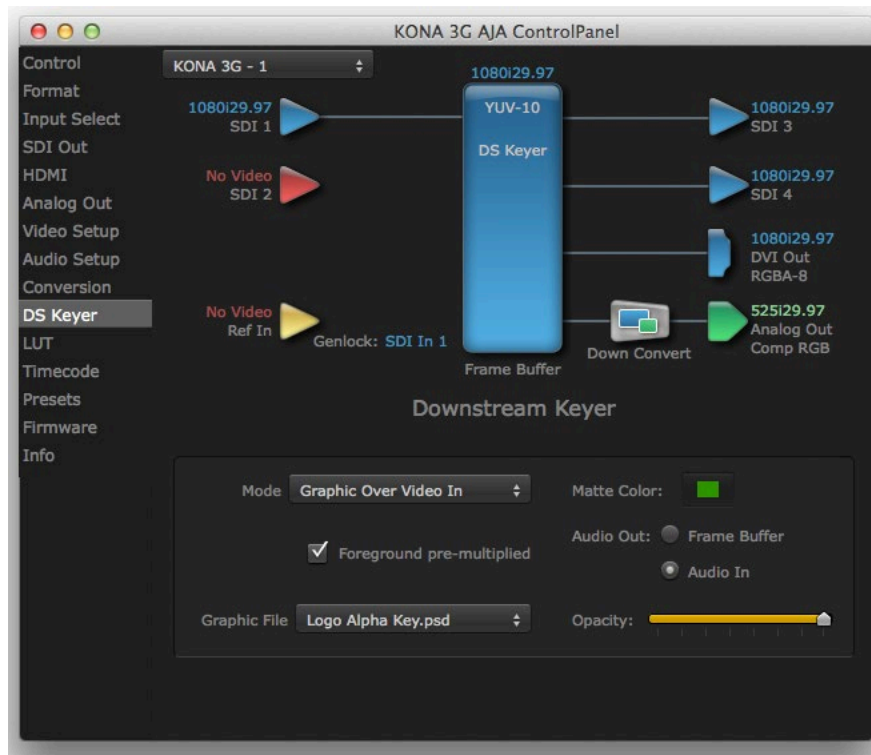 KONA 3G AJA ControlPanel
Control
Format
Input Select
SDI Out
HDMI
Analog Out
Video Setup
Audio Setup
Conversion
DS Keyer
LUT
Timecode
Presets
Firmware
Info
KONA 3G - 1
1080i29.97
SDI 1
No Video
SDI 2
No Video
Ref In
Genlock: SDI In 1
1080i29.97
YUV-10
DS Keyer
Frame Buffer
1080i29.97
SDI 3
1080i29.97
SDI 4
1080i29.97
DVI Out
RGBA-8
Down Convert
525i29.97
Analog Out
Comp RGB
Downstream Keyer
Mode Graphic Over Video In
Foreground pre-multiplied
Graphic File Logo Alpha Key.psd
Matte Color:
Audio Out: Frame Buffer
Audio In
Opacity: